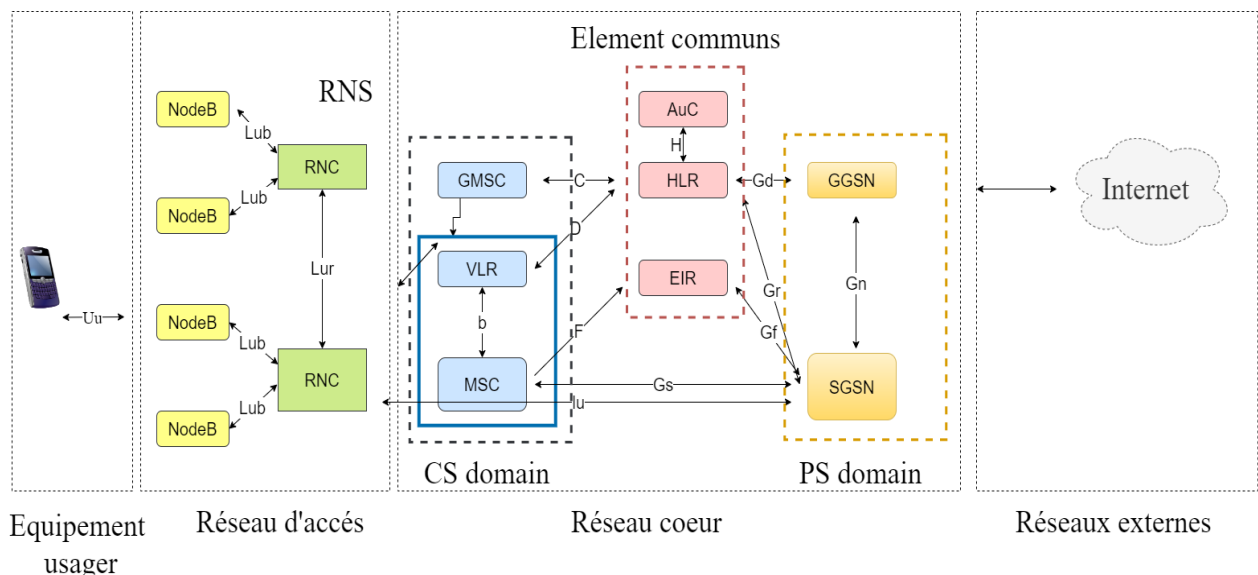 Element communs
RNS
NodeB
Lub
RNC
Lub
NodeB
Lur
NodeB
Lub
RNC
Lub
NodeB
Uu
AuC
H
GMSC
C
HLR
Gd
GGSN
D
VLR
EIR
b
F
Gr
Gf
Gn
MSC
Gs
Iu
SGSN
CS domain
PS domain
Internet
Equipement
usager
Réseau d'accés
Réseau coeur
Réseaux externes